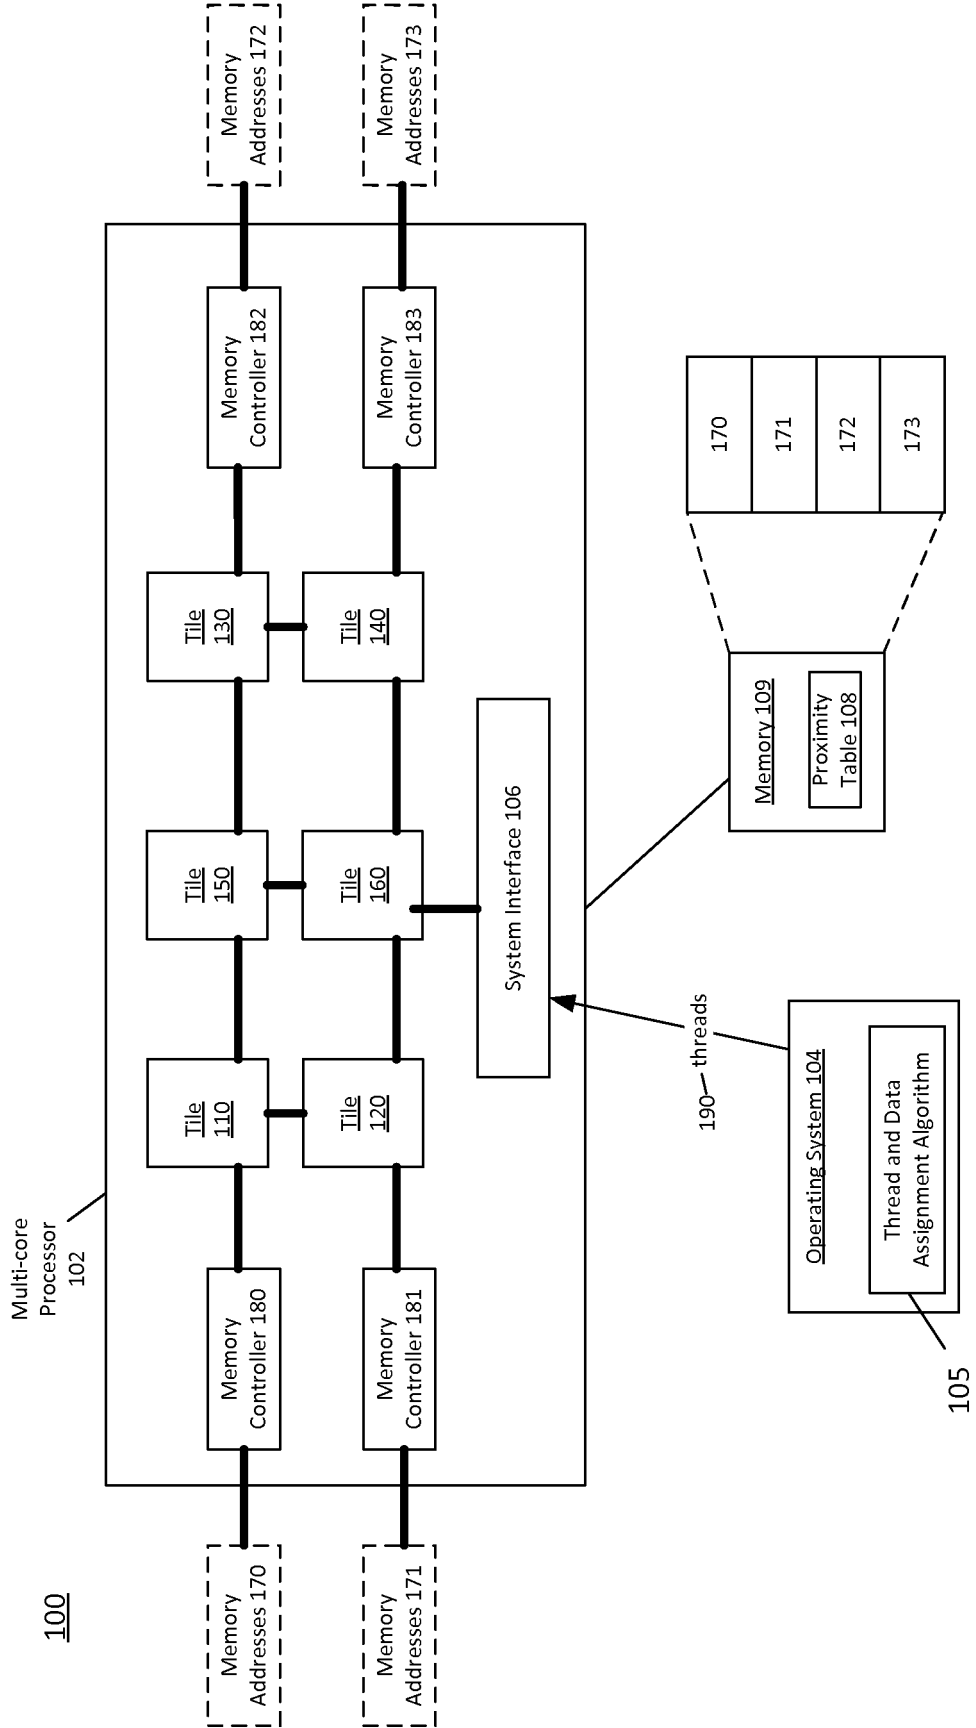 100
Multi-core
Processor
102
Memory
Addresses 170
Memory
Controller 180
Tile
110
Tile
150
Tile
130
Memory
Controller 182
Memory
Addresses 172
Memory
Addresses 171
Memory
Controller 181
Tile
120
Tile
160
Tile
140
Memory
Controller 183
Memory
Addresses 173
System Interface 106
190
threads
Operating System 104
Thread and Data
Assignment Algorithm
105
Memory 109
Proximity
Table 108
170
171
172
173